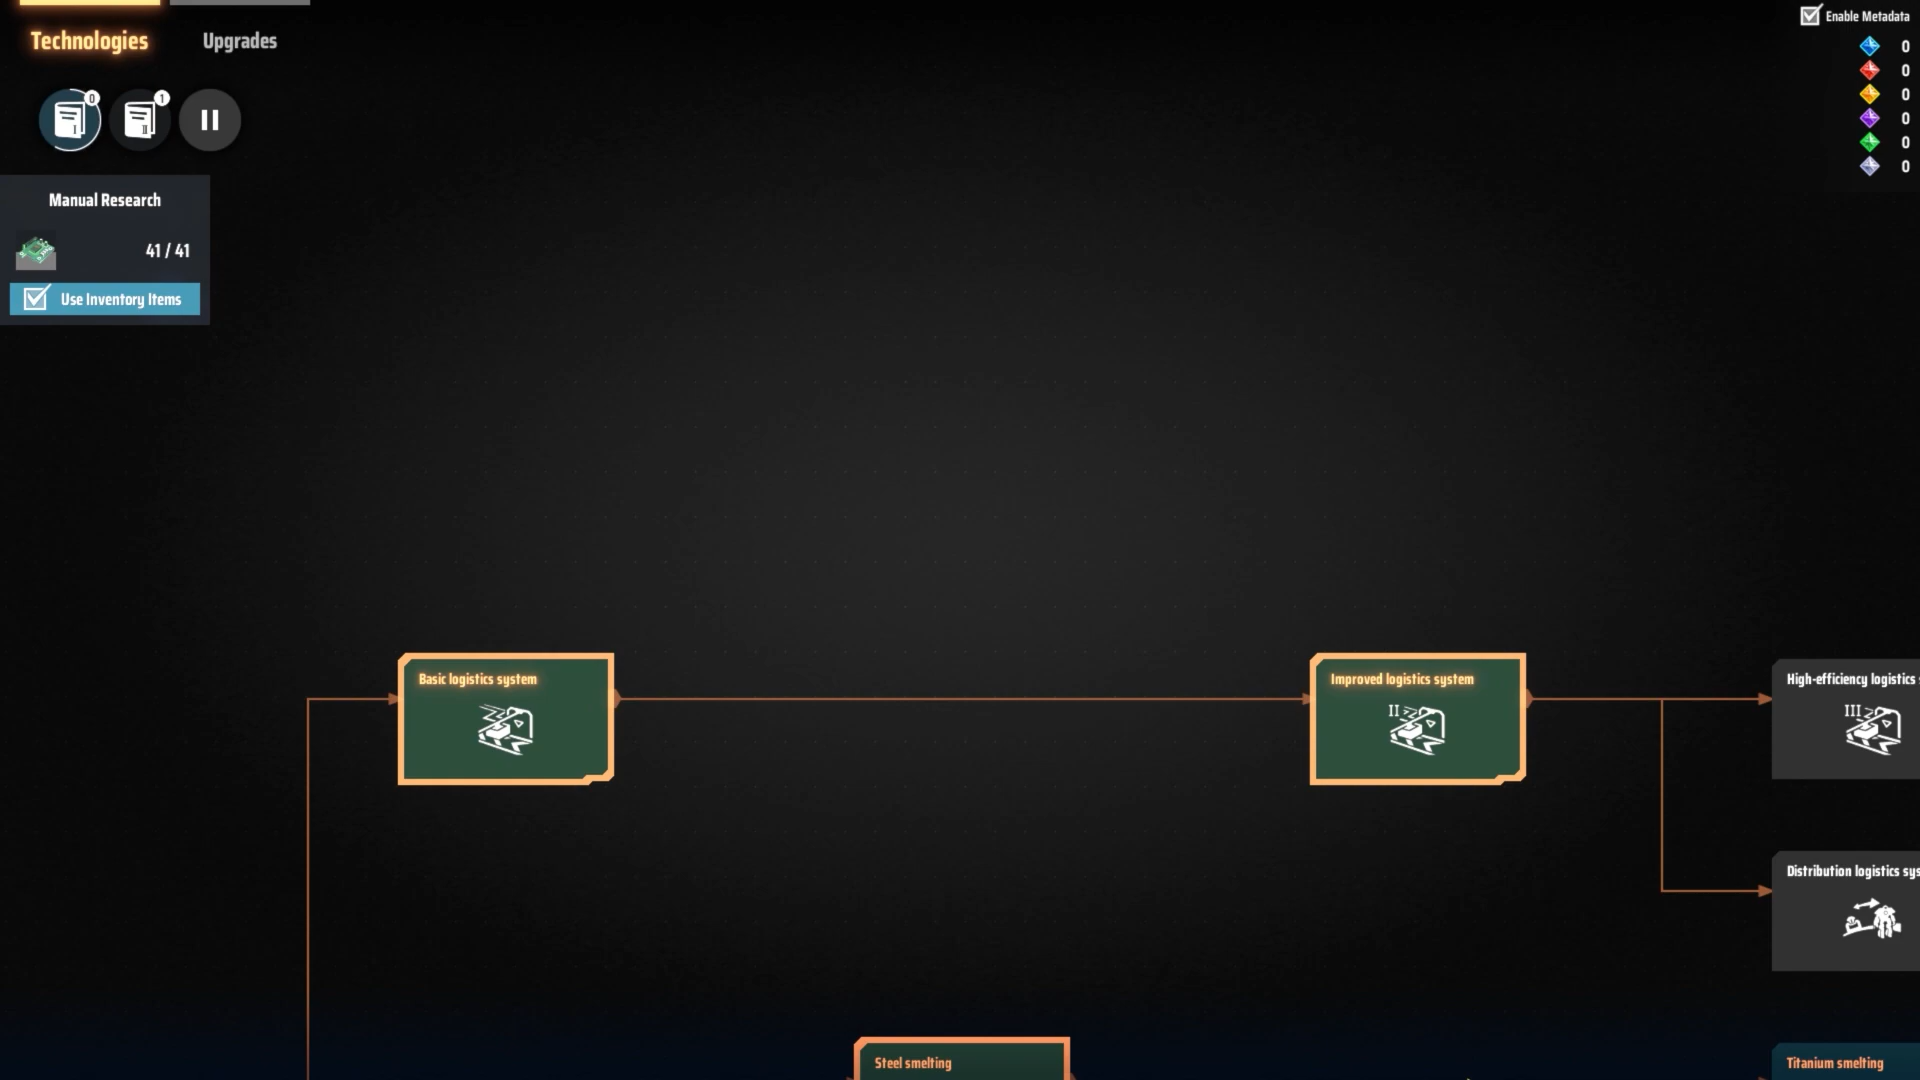 Technologies
Upgrades
Enable Metadata
0
0
0
0
0
0
0
I
1
II
Manual Research
41 / 41
Use Inventory Items
Basic logistics system
Improved logistics system
II
High-efficiency logistics
III
Distribution logistics sys
Steel smelting
Titanium smelting